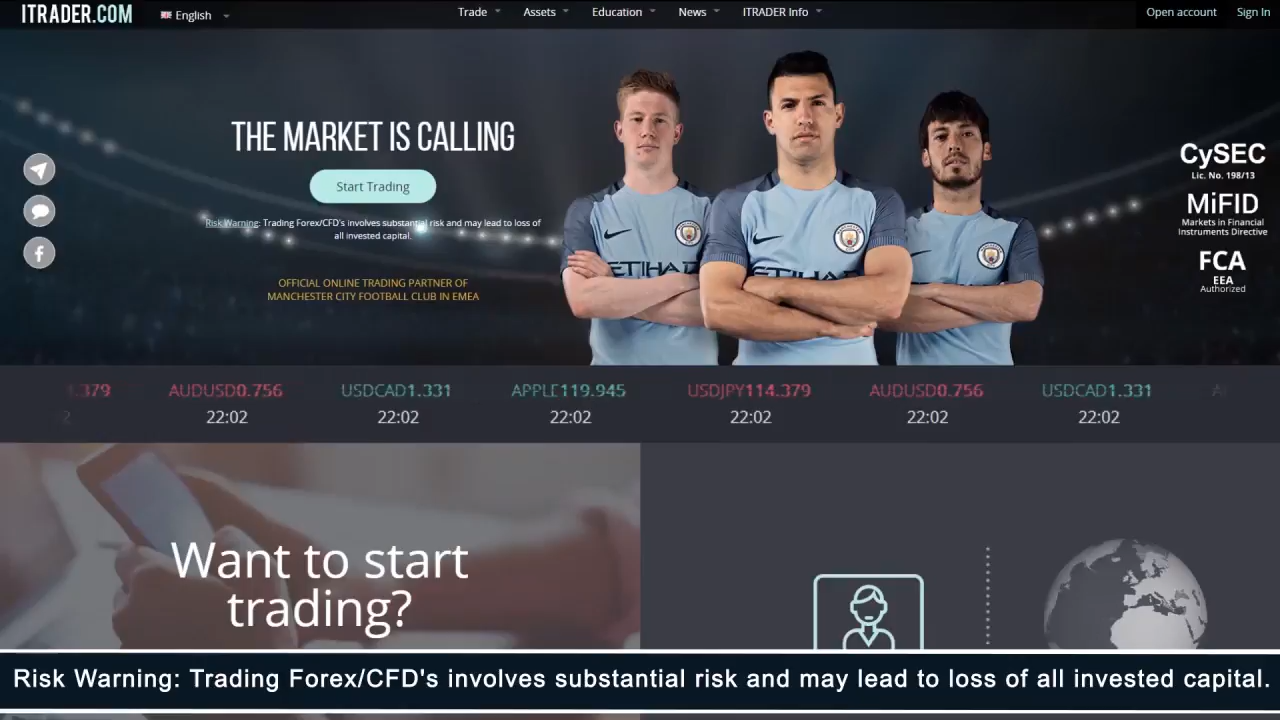 ITRADER.COM
English
Trade
Assets
Education
News
ITRADER Info
Open account
Sign In
THE MARKET IS CALLING
Start Trading
Risk Warning: Trading Forex/CFD's involves substantial risk and may lead to loss of
all invested capital.
OFFICIAL ONLINE TRADING PARTNER OF
MANCHESTER CITY FOOTBALL CLUB IN EMEA
ETIHAD
ETIHAD
CySEC
Lic. No. 198/13
MiFID
Markets in Financial
Instruments Directive
FCA
EEA
Authorized
1.379 AUDUSD0.756 USDCAD1.331 APPLE119.945 USDJPY114.379 AUDUSD0.756 USDCAD1.331
2 22:02 22:02 22:02 22:02 22:02 22:02
Want to start
trading?
Risk Warning: Trading Forex/CFD's involves substantial risk and may lead to loss of all invested capital.